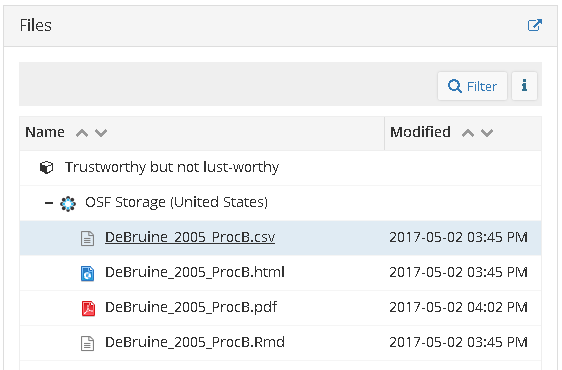 Files
Filter i
Name Modified
Trustworthy but not lust-worthy
OSF Storage (United States)
DeBruine_2005_ProcB.csv 2017-05-02 03:45 PM
DeBruine_2005_ProcB.html 2017-05-02 03:45 PM
DeBruine_2005_ProcB.pdf 2017-05-02 04:02 PM
DeBruine_2005_ProcB.Rmd 2017-05-02 03:45 PM